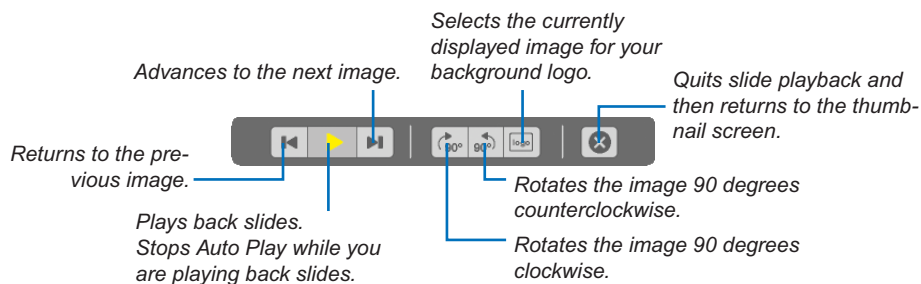 Selects the currently
displayed image for your
background logo.
Advances to the next image.
Quits slide playback and
then returns to the thumb-
nail screen.
90°
90°
logo
Returns to the pre-
vious image.
Rotates the image 90 degrees
counterclockwise.
Plays back slides.
Stops Auto Play while you
are playing back slides.
Rotates the image 90 degrees
clockwise.